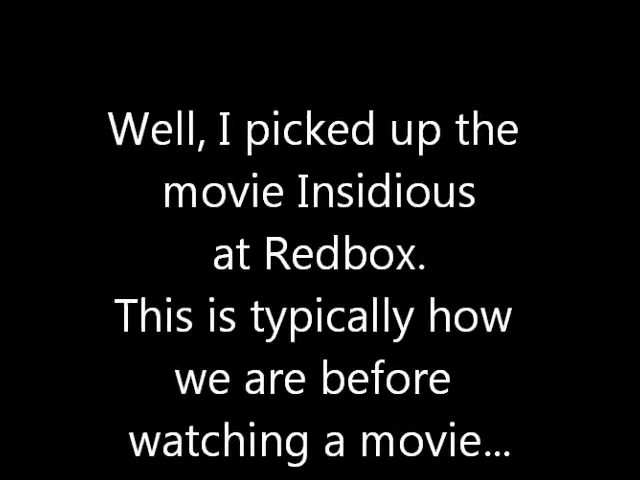 Well, I picked up the
movie Insidious
at Redbox.
This is typically how
we are before
watching a movie...